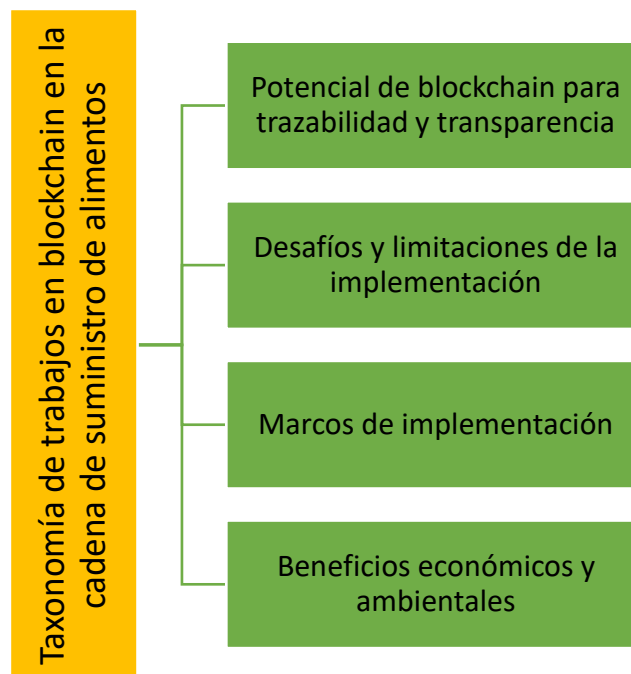 Taxonomía de trabajos en blockchain en la
cadena de suministro de alimentos
Potencial de blockchain para
trazabilidad y transparencia
Desafíos y limitaciones de la
implementación
Marcos de implementación
Beneficios económicos y
ambientales